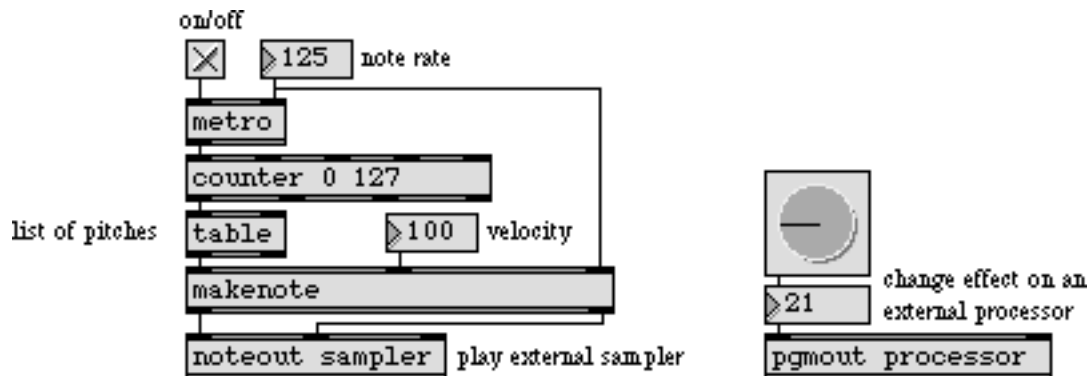 on/off
125 note rate
metro
counter 0 127
list of pitches table 100 velocity
makenote
noteout sampler play external sampler
change effect on an
21 external processor
pgmout processor